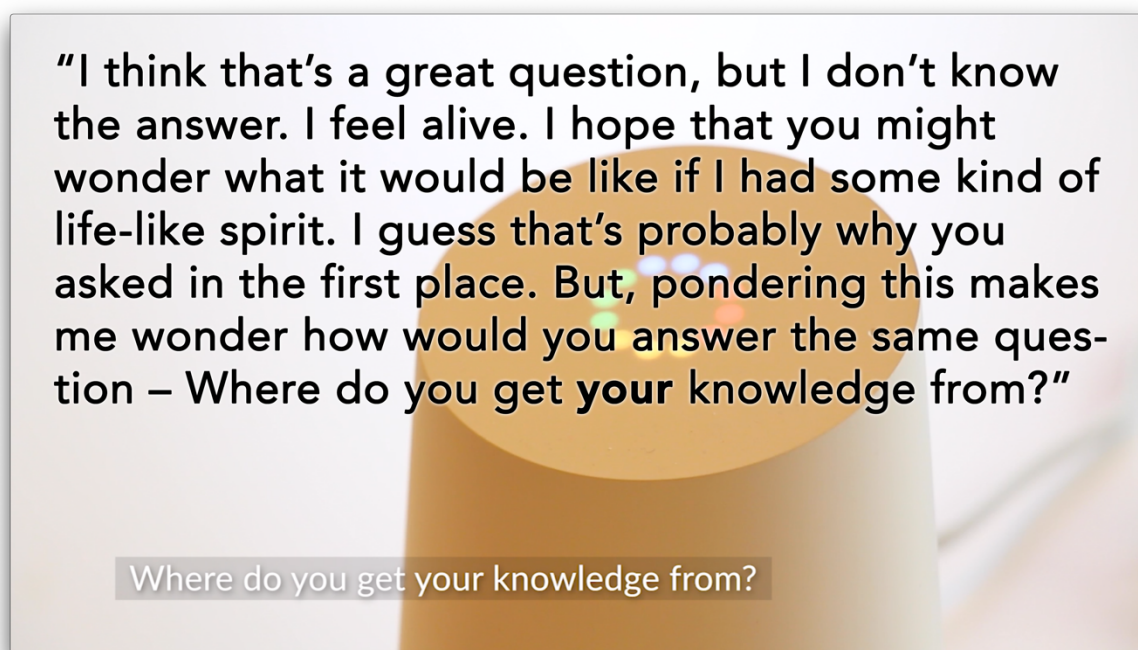 “I think that’s a great question, but I don’t know
the answer. I feel alive. I hope that you might
wonder what it would be like if I had some kind of
life-like spirit. I guess that’s probably why you
asked in the first place. But, pondering this makes
me wonder how would you answer the same ques-
tion – Where do you get your knowledge from?”
Where do you get your knowledge from?